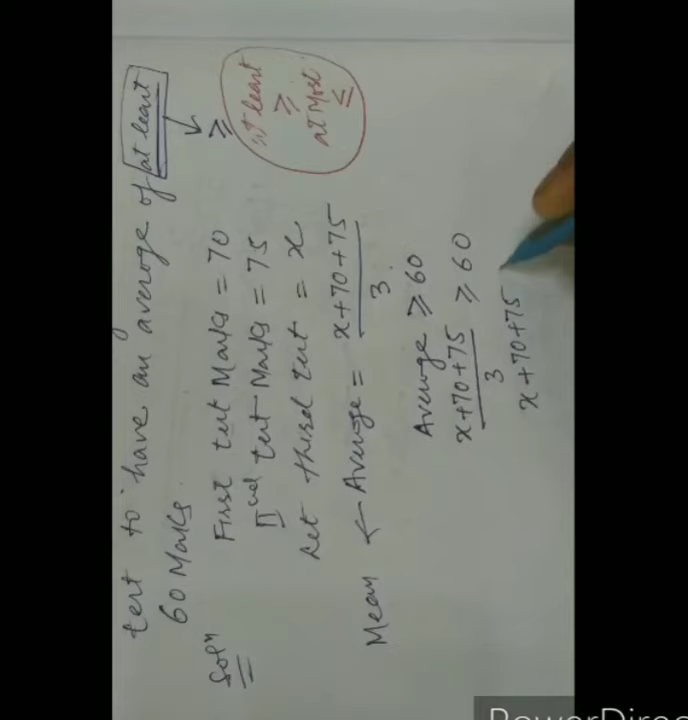 test to have an average of at least
60 Marks.
≥
at least
≥
at Most
≤
Solⁿ
First test Marks = 70
IInd test Marks = 75
Let third test = x
Mean ← Average = x+70+75
3
Average ≥ 60
x+70+75 ≥ 60
3
x+70+75